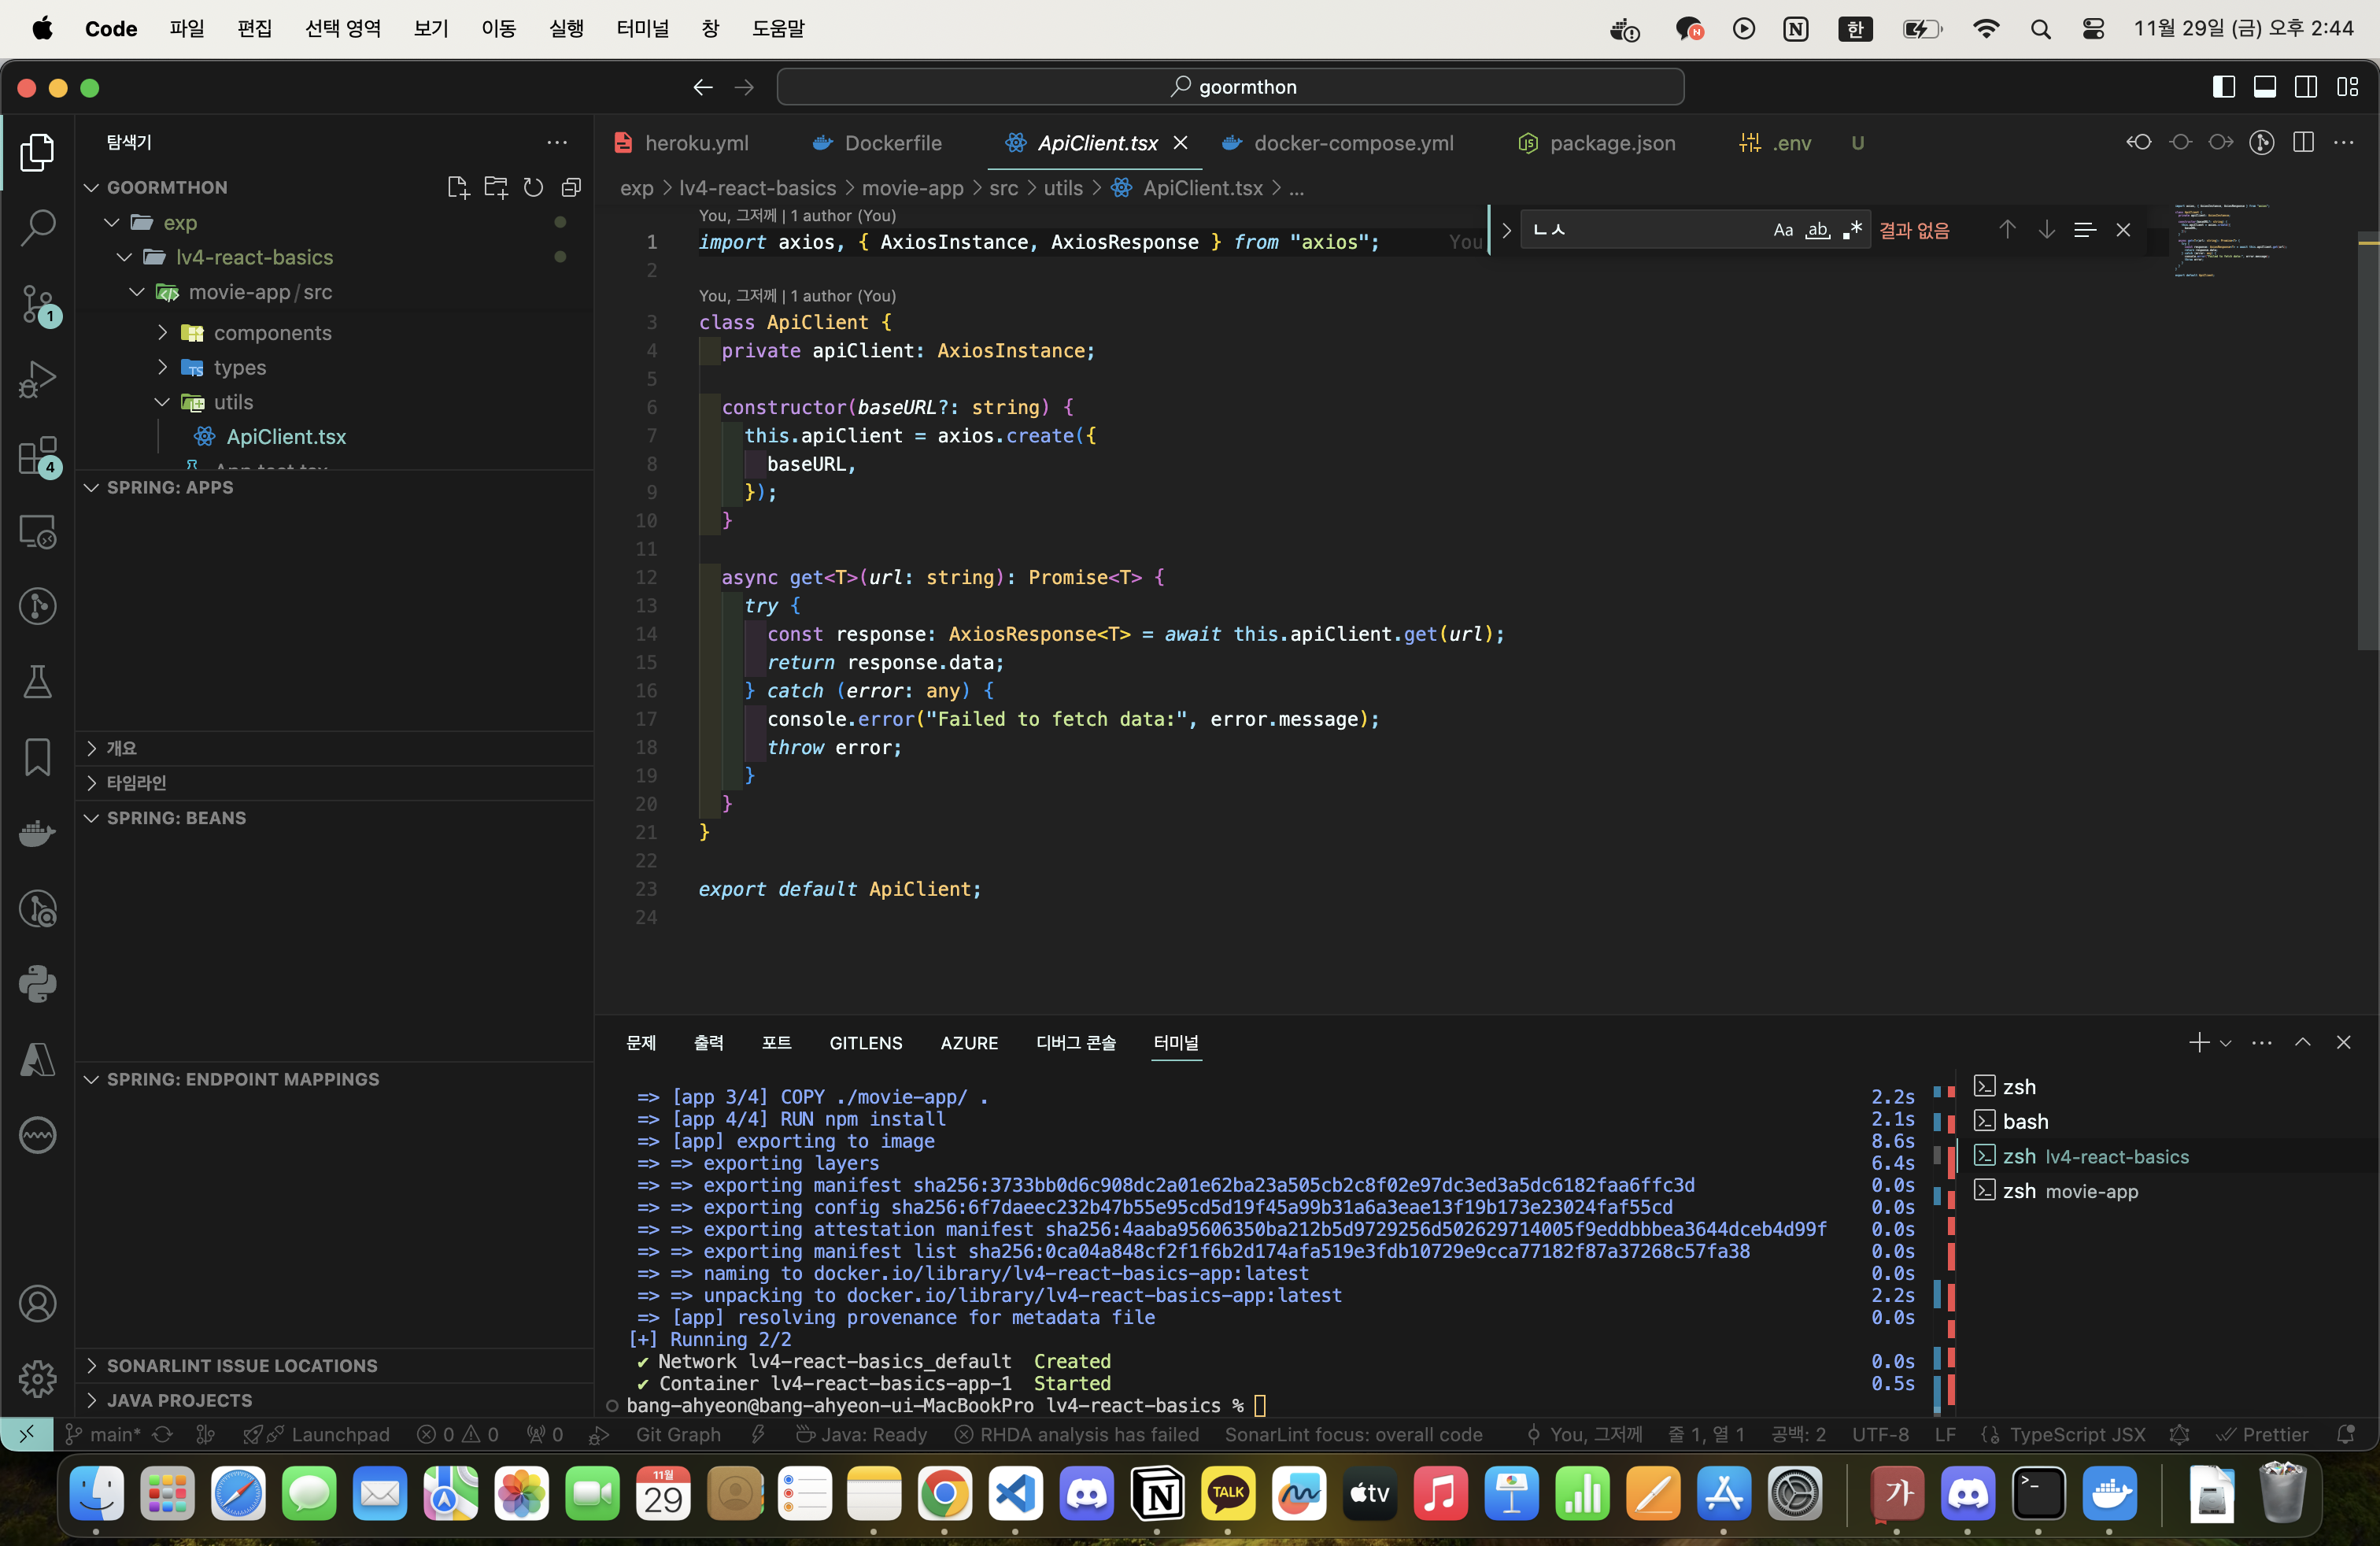 Code 파일 편집 선택 영역 보기 이동 실행 터미널 창 도움말 한 11월 29일 (금) 오후 2:44
goormthon
탐색기
GOORMTHON
exp
lv4-react-basics
movie-app/src
components
types
utils
ApiClient.tsx
App.test.tsx
SPRING: APPS
개요
타임라인
SPRING: BEANS
SPRING: ENDPOINT MAPPINGS
SONARLINT ISSUE LOCATIONS
JAVA PROJECTS
1
4
heroku.yml Dockerfile ApiClient.tsx docker-compose.yml package.json .env U
exp > lv4-react-basics > movie-app > src > utils > ApiClient.tsx > ...
ㄴㅅ Aa ab 결과 없음
You, 그저께 | 1 author (You)
1 import axios, { AxiosInstance, AxiosResponse } from "axios"; You
2
You, 그저께 | 1 author (You)
3 class ApiClient {
4 private apiClient: AxiosInstance;
5
6 constructor(baseURL?: string) {
7 this.apiClient = axios.create({
8 baseURL,
9 });
10 }
11
12 async get<T>(url: string): Promise<T> {
13 try {
14 const response: AxiosResponse<T> = await this.apiClient.get(url);
15 return response.data;
16 } catch (error: any) {
17 console.error("Failed to fetch data:", error.message);
18 throw error;
19 }
20 }
21 }
22
23 export default ApiClient;
24
문제 출력 포트 GITLENS AZURE 디버그 콘솔 터미널
=> [app 3/4] COPY ./movie-app/ . 2.2s
=> [app 4/4] RUN npm install 2.1s
=> [app] exporting to image 8.6s
=> => exporting layers 6.4s
=> => exporting manifest sha256:3733bb0d6c908dc2a01e62ba23a505cb2c8f02e97dc3ed3a5dc6182faa6ffc3d 0.0s
=> => exporting config sha256:6f7daeec232b47b55e95cd5d19f45a99b31a6a3eae13f19b173e23024faf55cd 0.0s
=> => exporting attestation manifest sha256:4aaba95606350ba212b5d9729256d502629714005f9eddbbbea3644dceb4d99f 0.0s
=> => exporting manifest list sha256:0ca04a848cf2f1f6b2d174afa519e3fdb10729e9cca77182f87a37268c57fa38 0.0s
=> => naming to docker.io/library/lv4-react-basics-app:latest 0.0s
=> => unpacking to docker.io/library/lv4-react-basics-app:latest 2.2s
=> [app] resolving provenance for metadata file 0.0s
[+] Running 2/2
✔ Network lv4-react-basics_default Created 0.0s
✔ Container lv4-react-basics-app-1 Started 0.5s
bang-ahyeon@bang-ahyeon-ui-MacBookPro lv4-react-basics %
zsh
bash
zsh lv4-react-basics
zsh movie-app
main* Launchpad 0 0 0 Git Graph Java: Ready RHDA analysis has failed SonarLint focus: overall code You, 그저께 줄 1, 열 1 공백: 2 UTF-8 LF TypeScript JSX Prettier
11월
29
TALK
tv
가